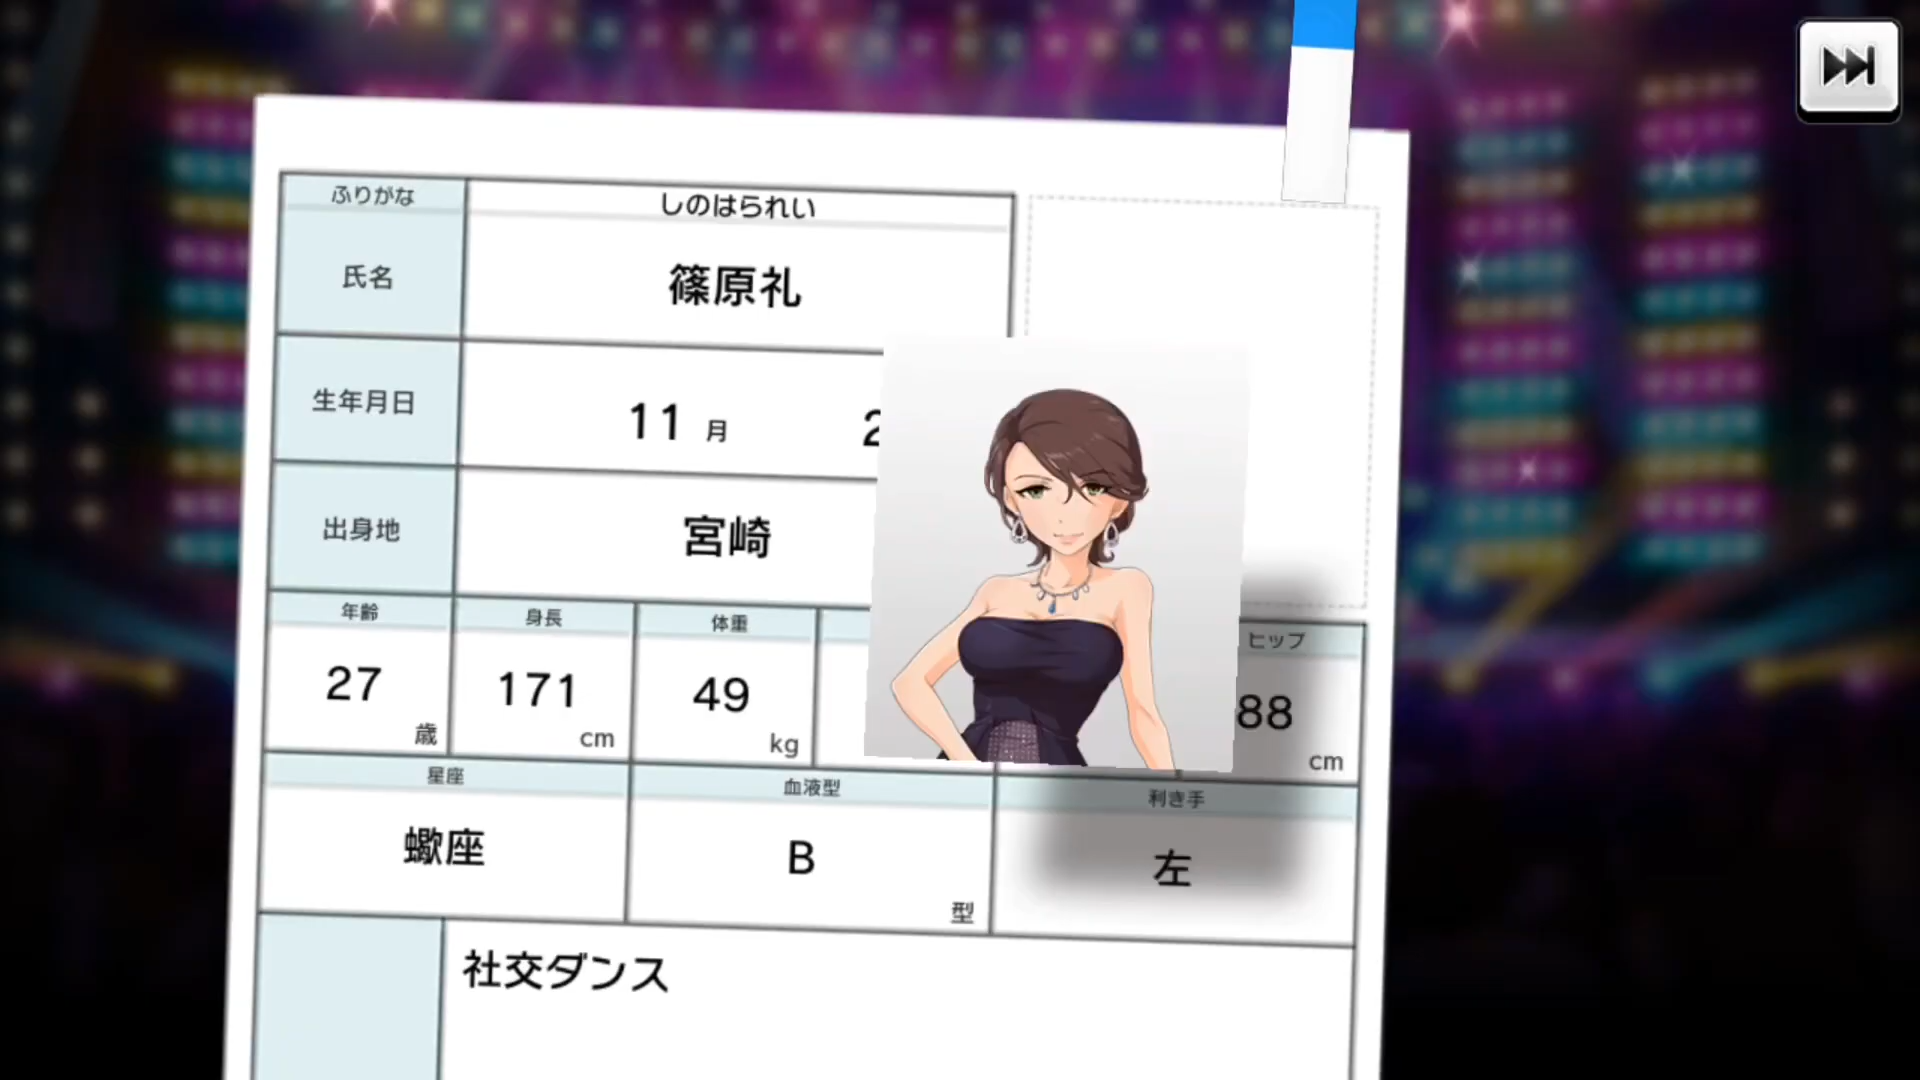 ふりがな しのはられい
氏名 篠原礼
生年月日 11 月
出身地 宮崎
年齢 身長 体重 ヒップ
27 歳 171 cm 49 kg 88 cm
星座 血液型 利き手
蠍座 B 型 左
社交ダンス